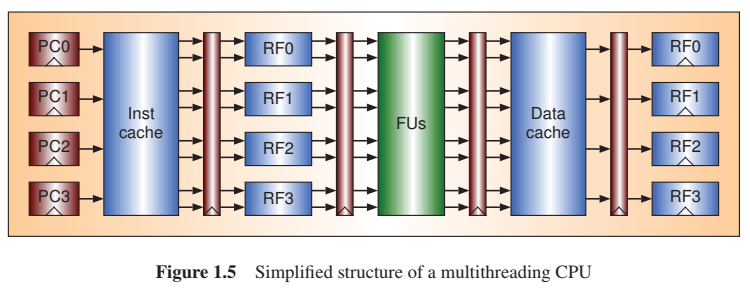 PC0
PC1
PC2
PC3
Inst
cache
RF0
RF1
RF2
RF3
FUs
Data
cache
RF0
RF1
RF2
RF3
Figure 1.5 Simplified structure of a multithreading CPU